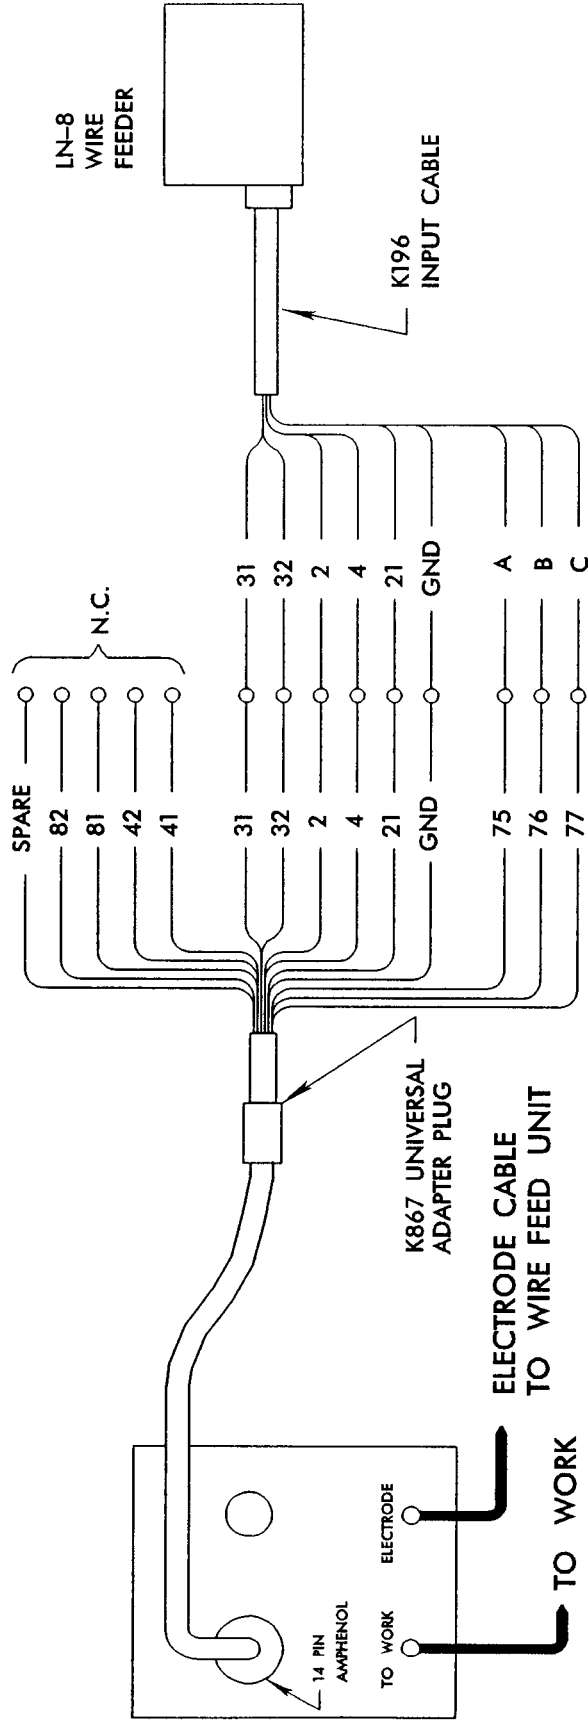 14 PIN
AMPHENOL
TO WORK
ELECTRODE
TO WORK
ELECTRODE CABLE
TO WIRE FEED UNIT
K867 UNIVERSAL
ADAPTER PLUG
SPARE
82
81
42
41
N.C.
31
32
2
4
21
GND
75
76
77
31
32
2
4
21
GND
A
B
C
K196
INPUT CABLE
LN–8
WIRE
FEEDER